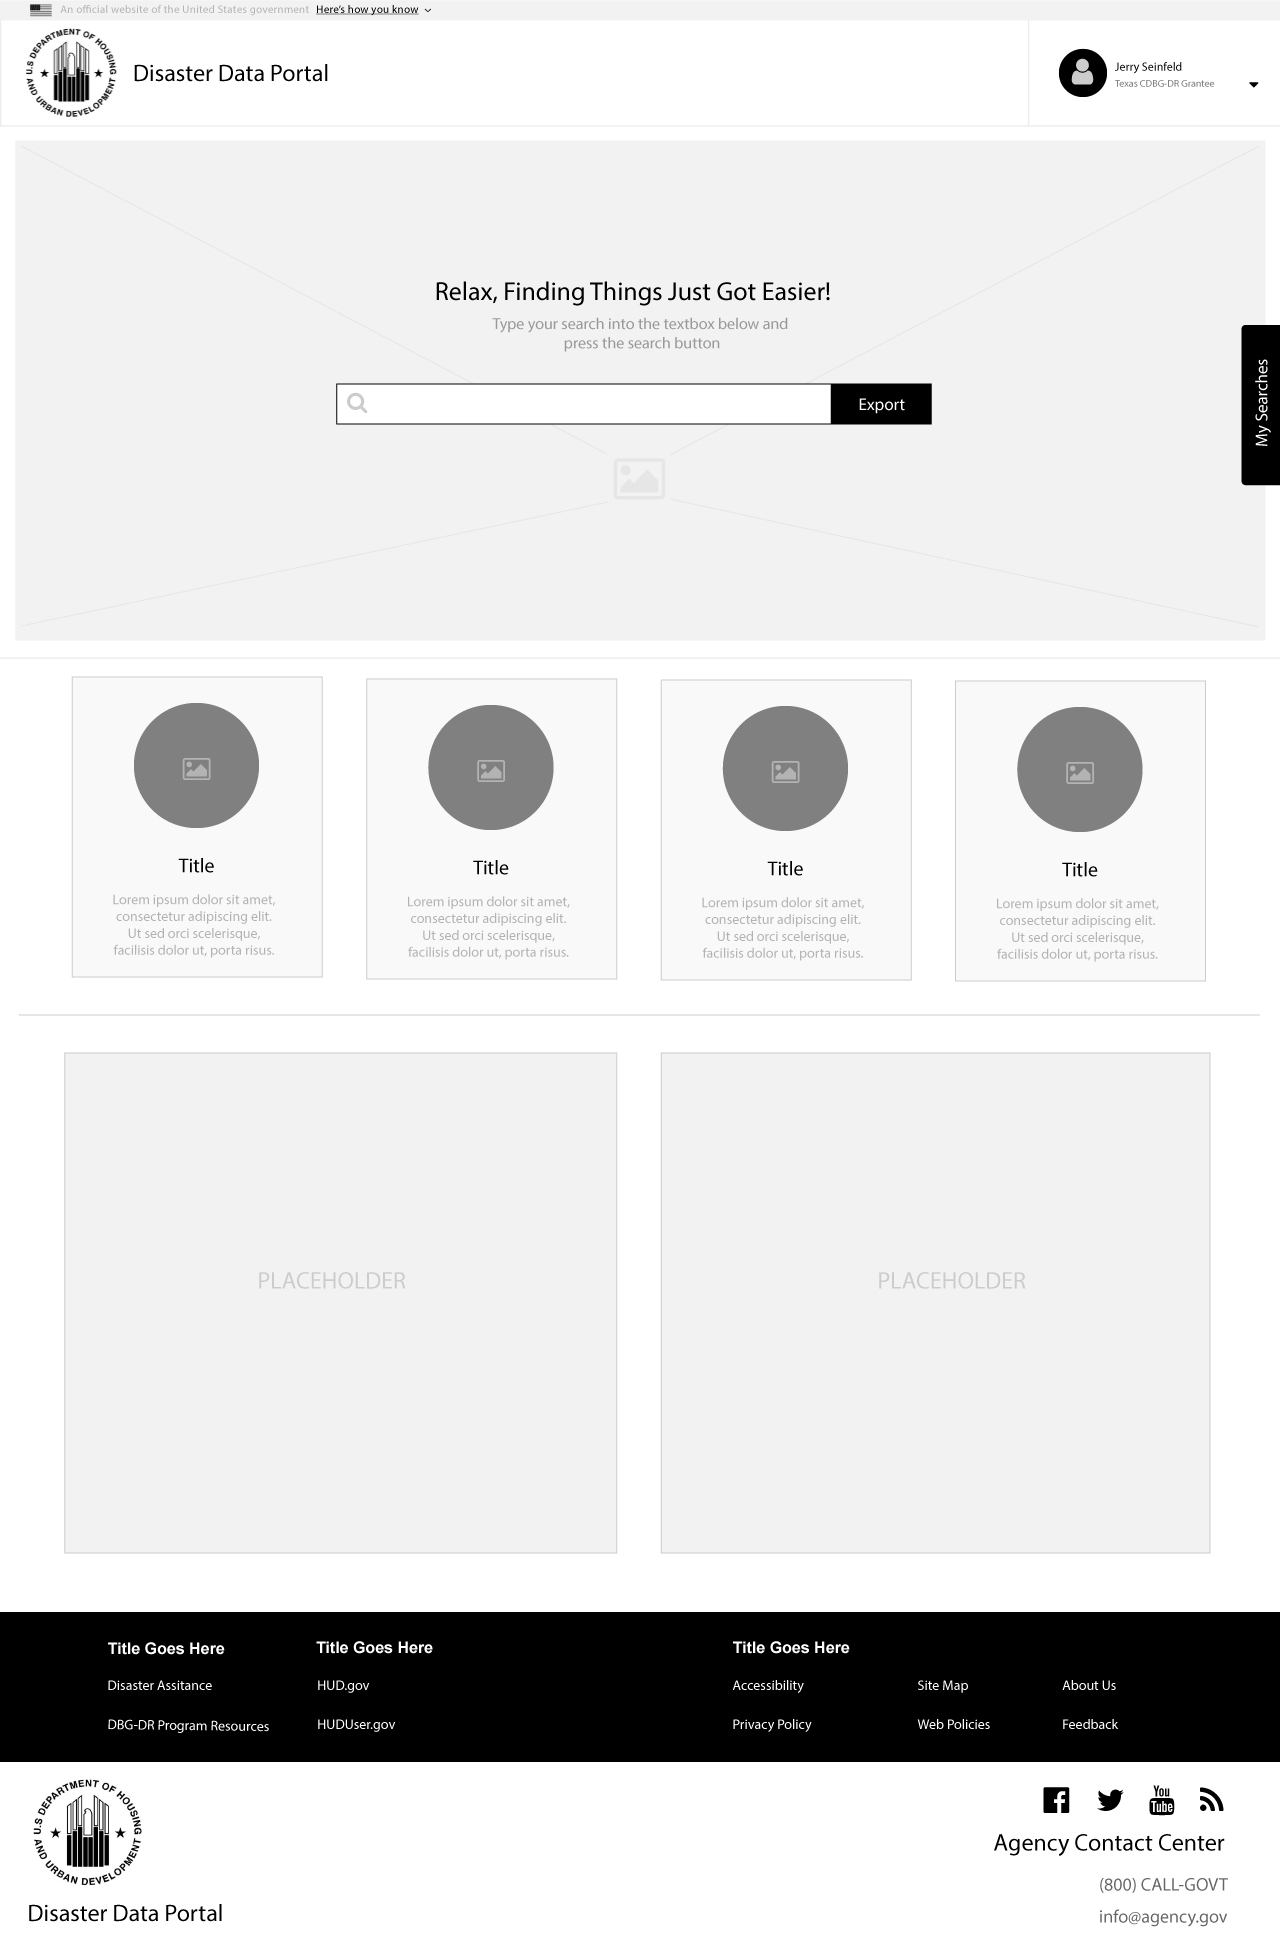 An official website of the United States government Here's how you know
U.S DEPARTMENT OF HOUSING AND URBAN DEVELOPMENT
Disaster Data Portal
Jerry Seinfeld
Texas CDBG-DR Grantee
Relax, Finding Things Just Got Easier!
Type your search into the textbox below and
press the search button
Export
My Searches
Title
Lorem ipsum dolor sit amet,
consectetur adipiscing elit.
Ut sed orci scelerisque,
facilisis dolor ut, porta risus.
Title
Lorem ipsum dolor sit amet,
consectetur adipiscing elit.
Ut sed orci scelerisque,
facilisis dolor ut, porta risus.
Title
Lorem ipsum dolor sit amet,
consectetur adipiscing elit.
Ut sed orci scelerisque,
facilisis dolor ut, porta risus.
Title
Lorem ipsum dolor sit amet,
consectetur adipiscing elit.
Ut sed orci scelerisque,
facilisis dolor ut, porta risus.
PLACEHOLDER
PLACEHOLDER
Title Goes Here
Disaster Assitance
DBG-DR Program Resources
Title Goes Here
HUD.gov
HUDUser.gov
Title Goes Here
Accessibility
Site Map
About Us
Privacy Policy
Web Policies
Feedback
U.S DEPARTMENT OF HOUSING AND URBAN DEVELOPMENT
Disaster Data Portal
You
Tube
Agency Contact Center
(800) CALL-GOVT
info@agency.gov